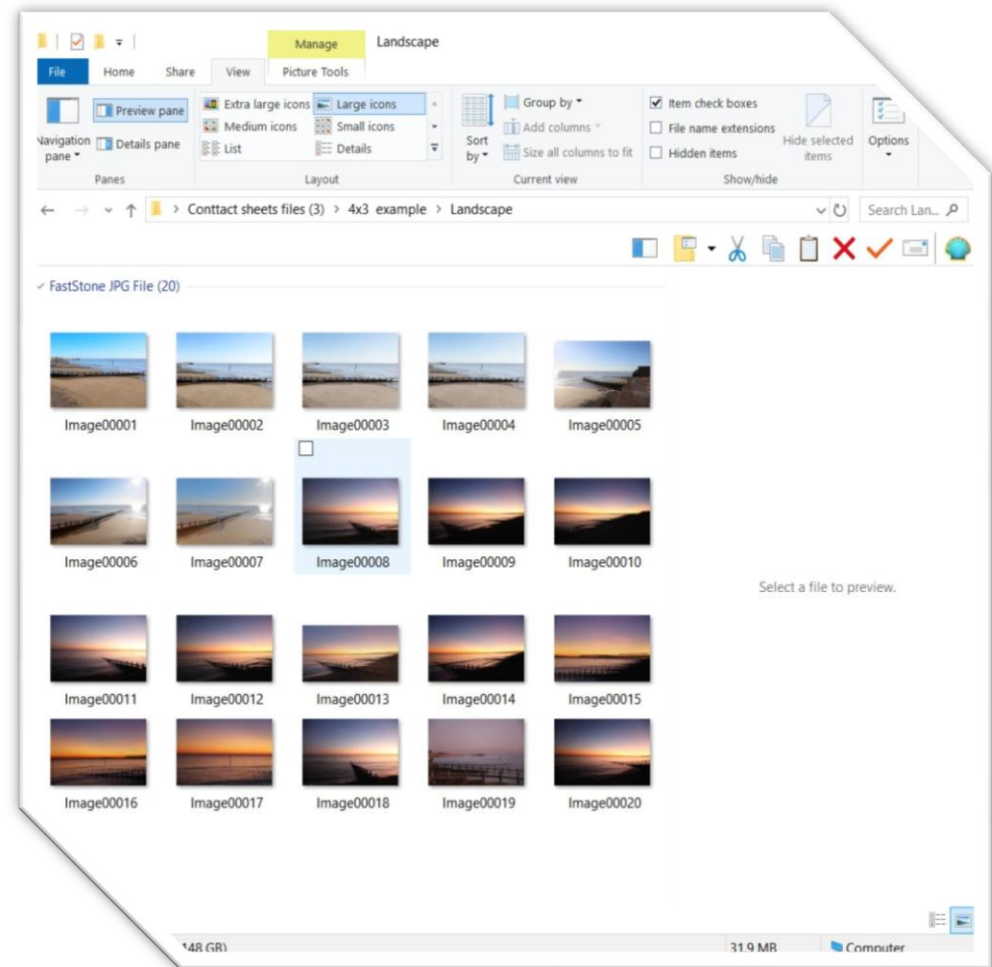 Manage Landscape
File Home Share View Picture Tools
Preview pane
Navigation pane
Details pane
Extra large icons Large icons
Medium icons Small icons
List Details
Sort by
Group by
Add columns
Size all columns to fit
Item check boxes
File name extensions
Hidden items
Hide selected items
Options
Panes Layout Current view Show/hide
Conttact sheets files (3) > 4x3 example > Landscape
Search Lan...
FastStone JPG File (20)
Image00001 Image00002 Image00003 Image00004 Image00005
Image00006 Image00007 Image00008 Image00009 Image00010
Select a file to preview.
Image00011 Image00012 Image00013 Image00014 Image00015
Image00016 Image00017 Image00018 Image00019 Image00020
148 GB) 31.9 MB Computer